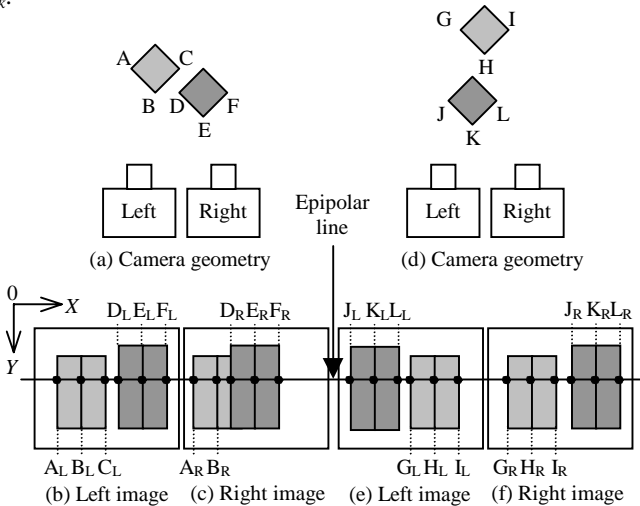 R.
G I
A C H
B D F J L
E K
Left Right Epipolar line Left Right
(a) Camera geometry (d) Camera geometry
0 X
Y
D_L E_L F_L D_R E_R F_R J_L K_L L_L J_R K_R L_R
A_L B_L C_L A_R B_R G_L H_L I_L G_R H_R I_R
(b) Left image (c) Right image (e) Left image (f) Right image